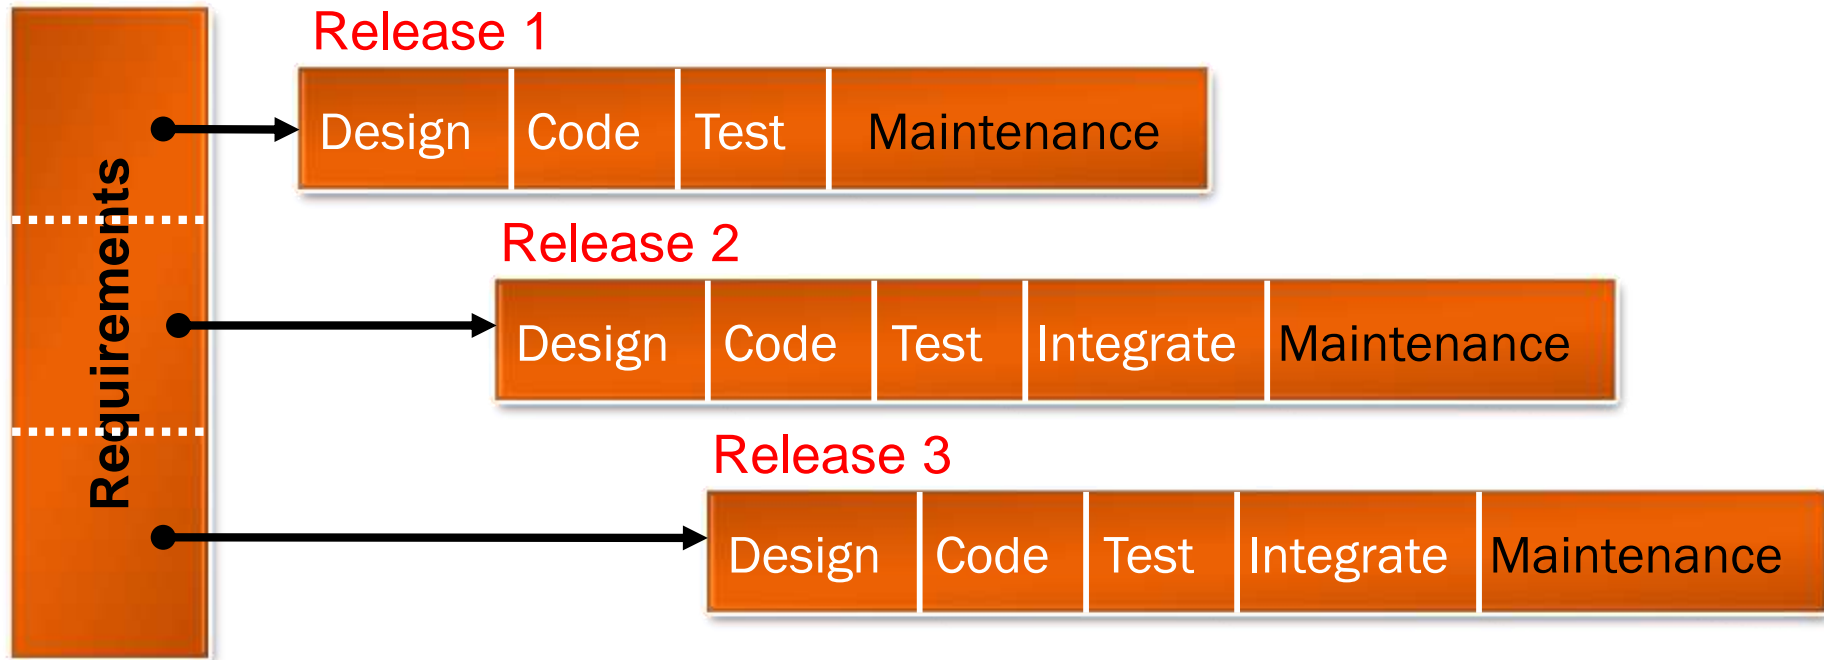 Requirements
Release 1
Design Code Test Maintenance
Release 2
Design Code Test Integrate Maintenance
Release 3
Design Code Test Integrate Maintenance